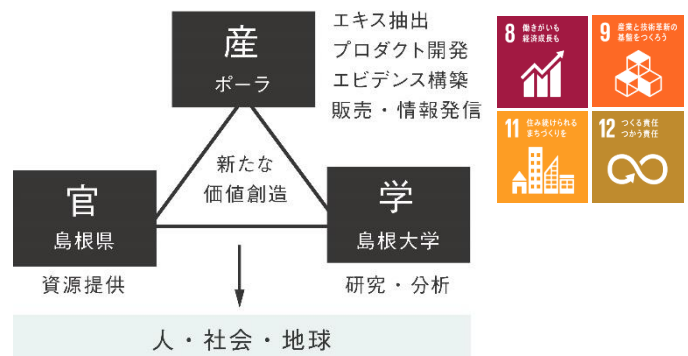 産
ポーラ
エキス抽出
プロダクト開発
エビデンス構築
販売・情報発信
新たな
価値創造
官
島根県
資源提供
学
島根大学
研究・分析
人・社会・地球
8 働きがいも
経済成長も
9 産業と技術革新の
基盤をつくろう
11 住み続けられる
まちづくりを
12 つくる責任
つかう責任